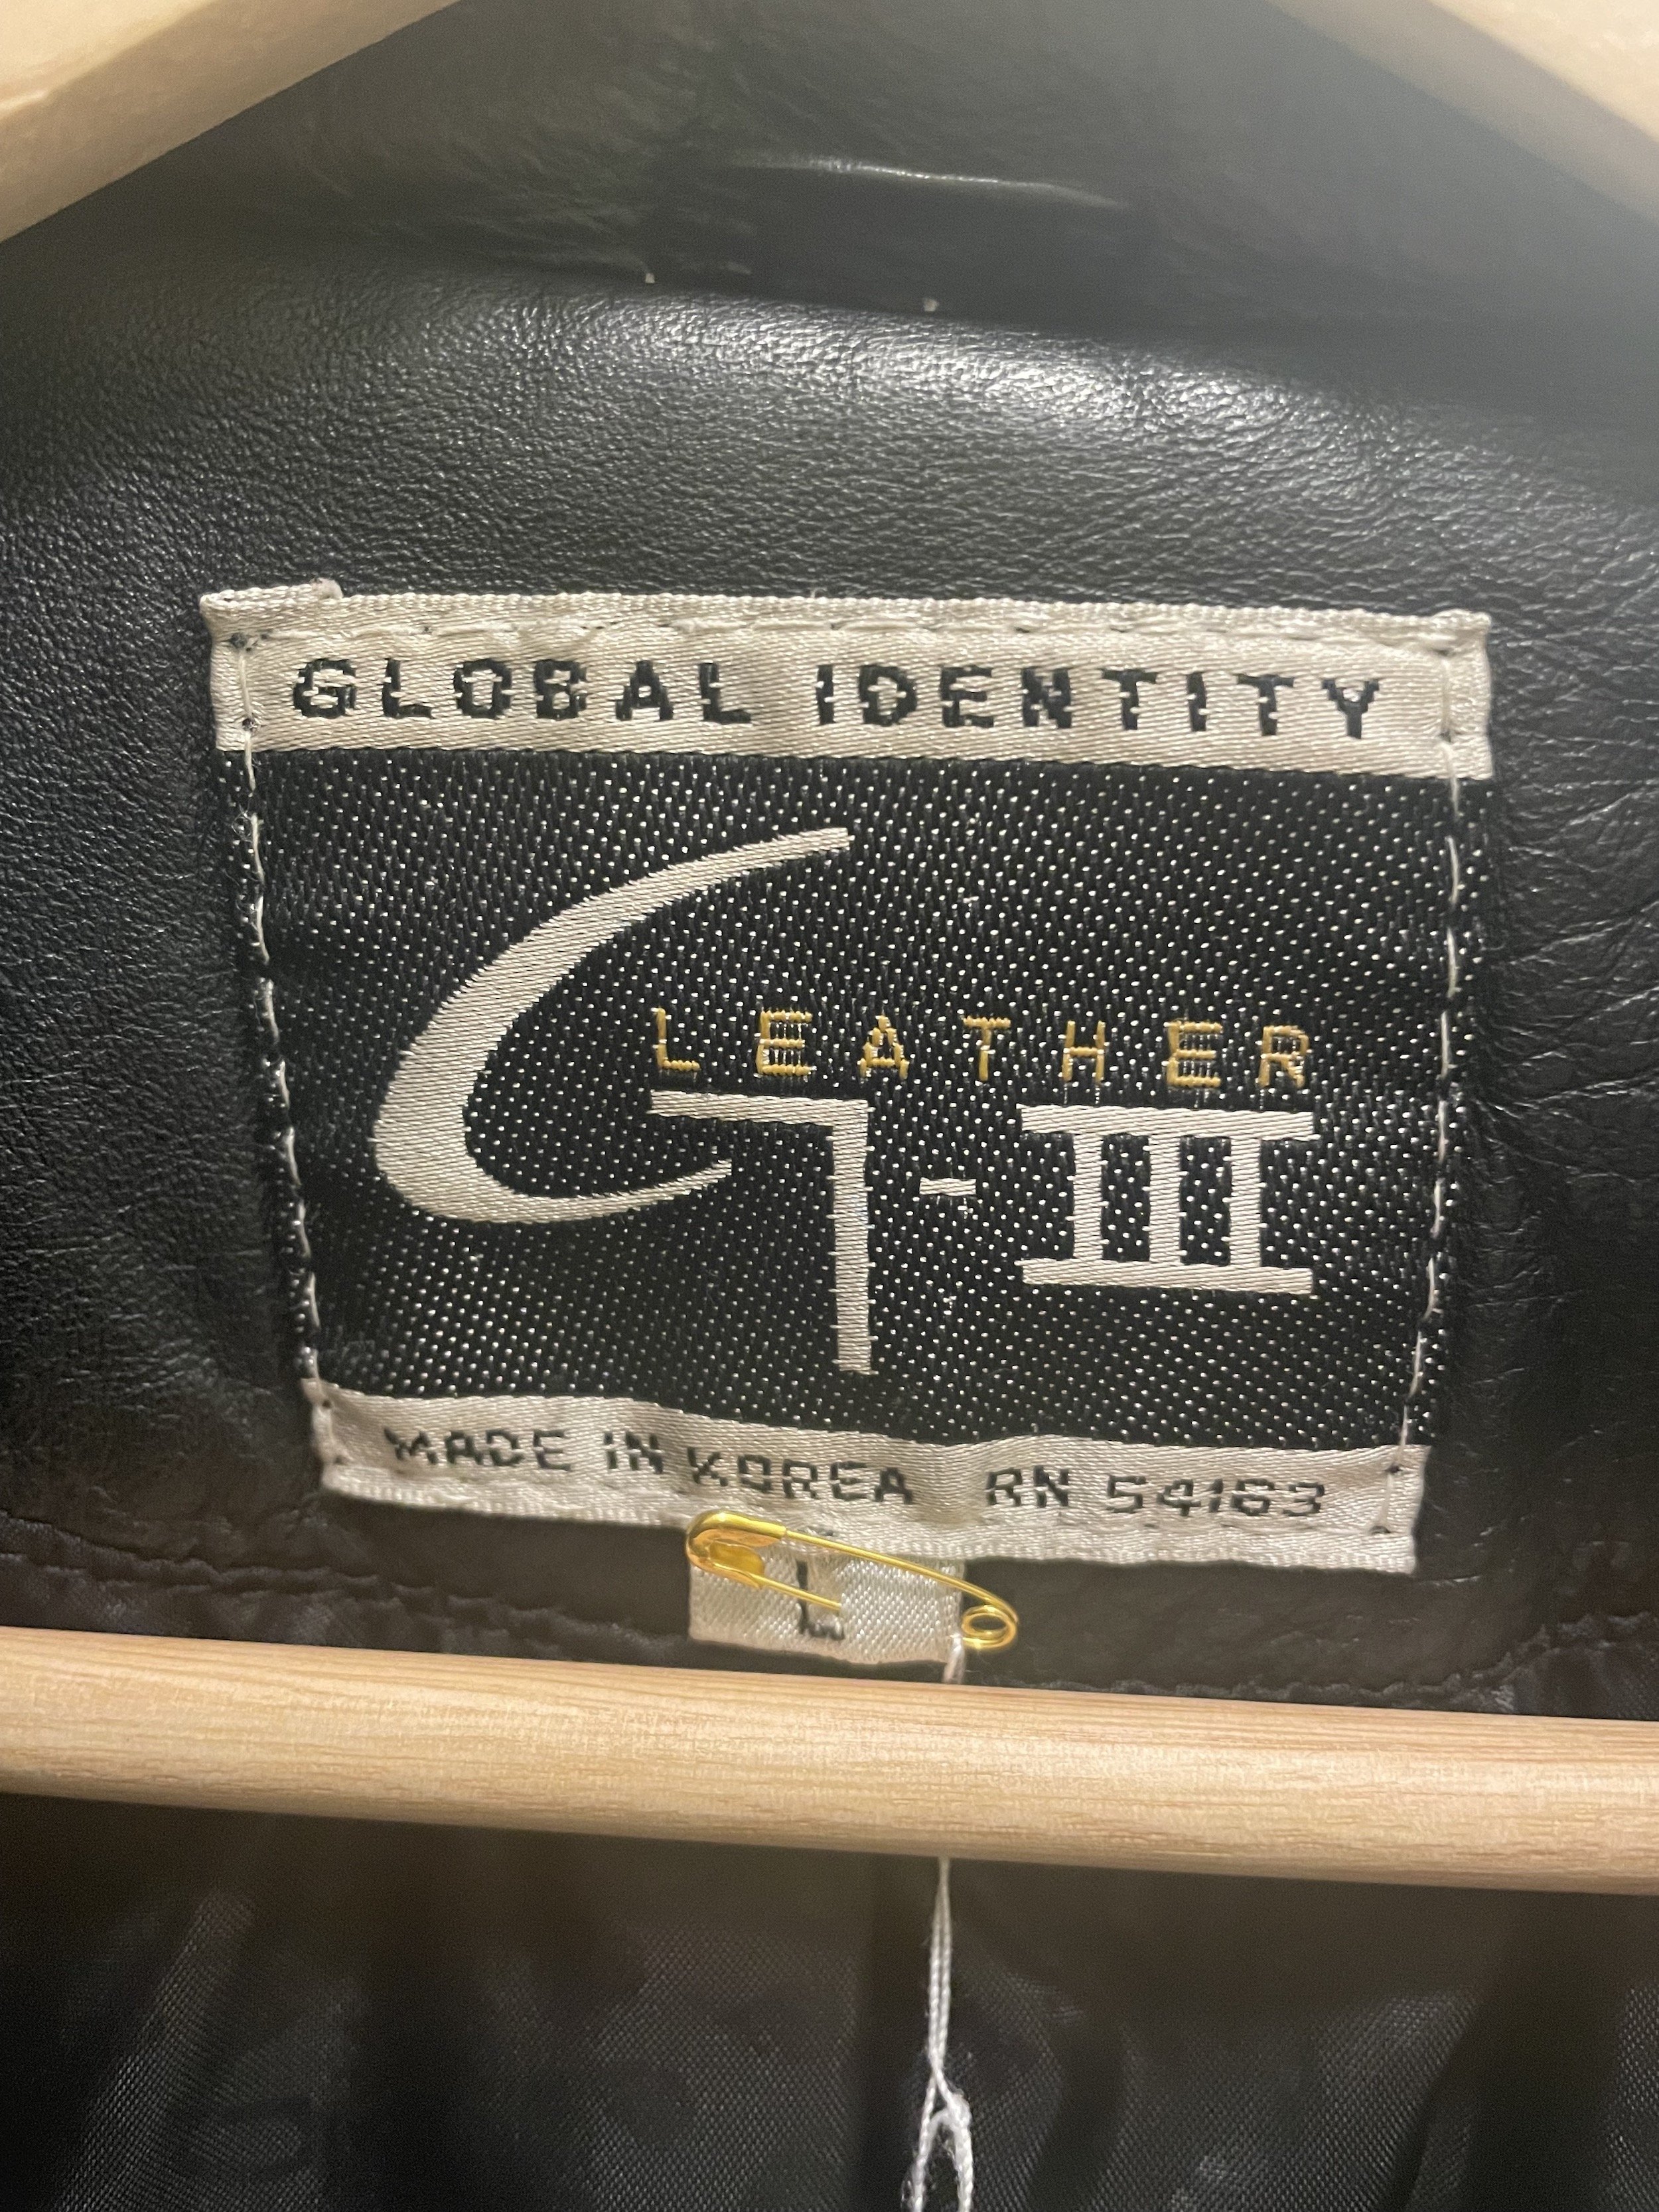 GLOBAL IDENTITY
LEATHER
G-III
MADE IN KOREA RN 54163
L